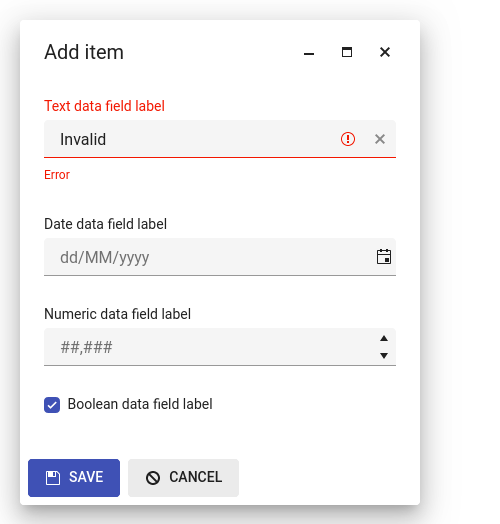 Add item
Text data field label
Invalid
Error
Date data field label
dd/MM/yyyy
Numeric data field label
##,###
Boolean data field label
SAVE CANCEL